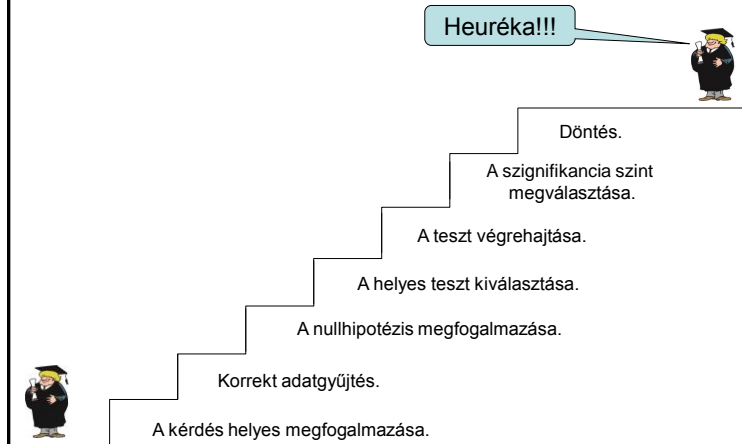 Heuréka!!!
Döntés.
A szignifikancia szint
megválasztása.
A teszt végrehajtása.
A helyes teszt kiválasztása.
A nullhipotézis megfogalmazása.
Korrekt adatgyűjtés.
A kérdés helyes megfogalmazása.